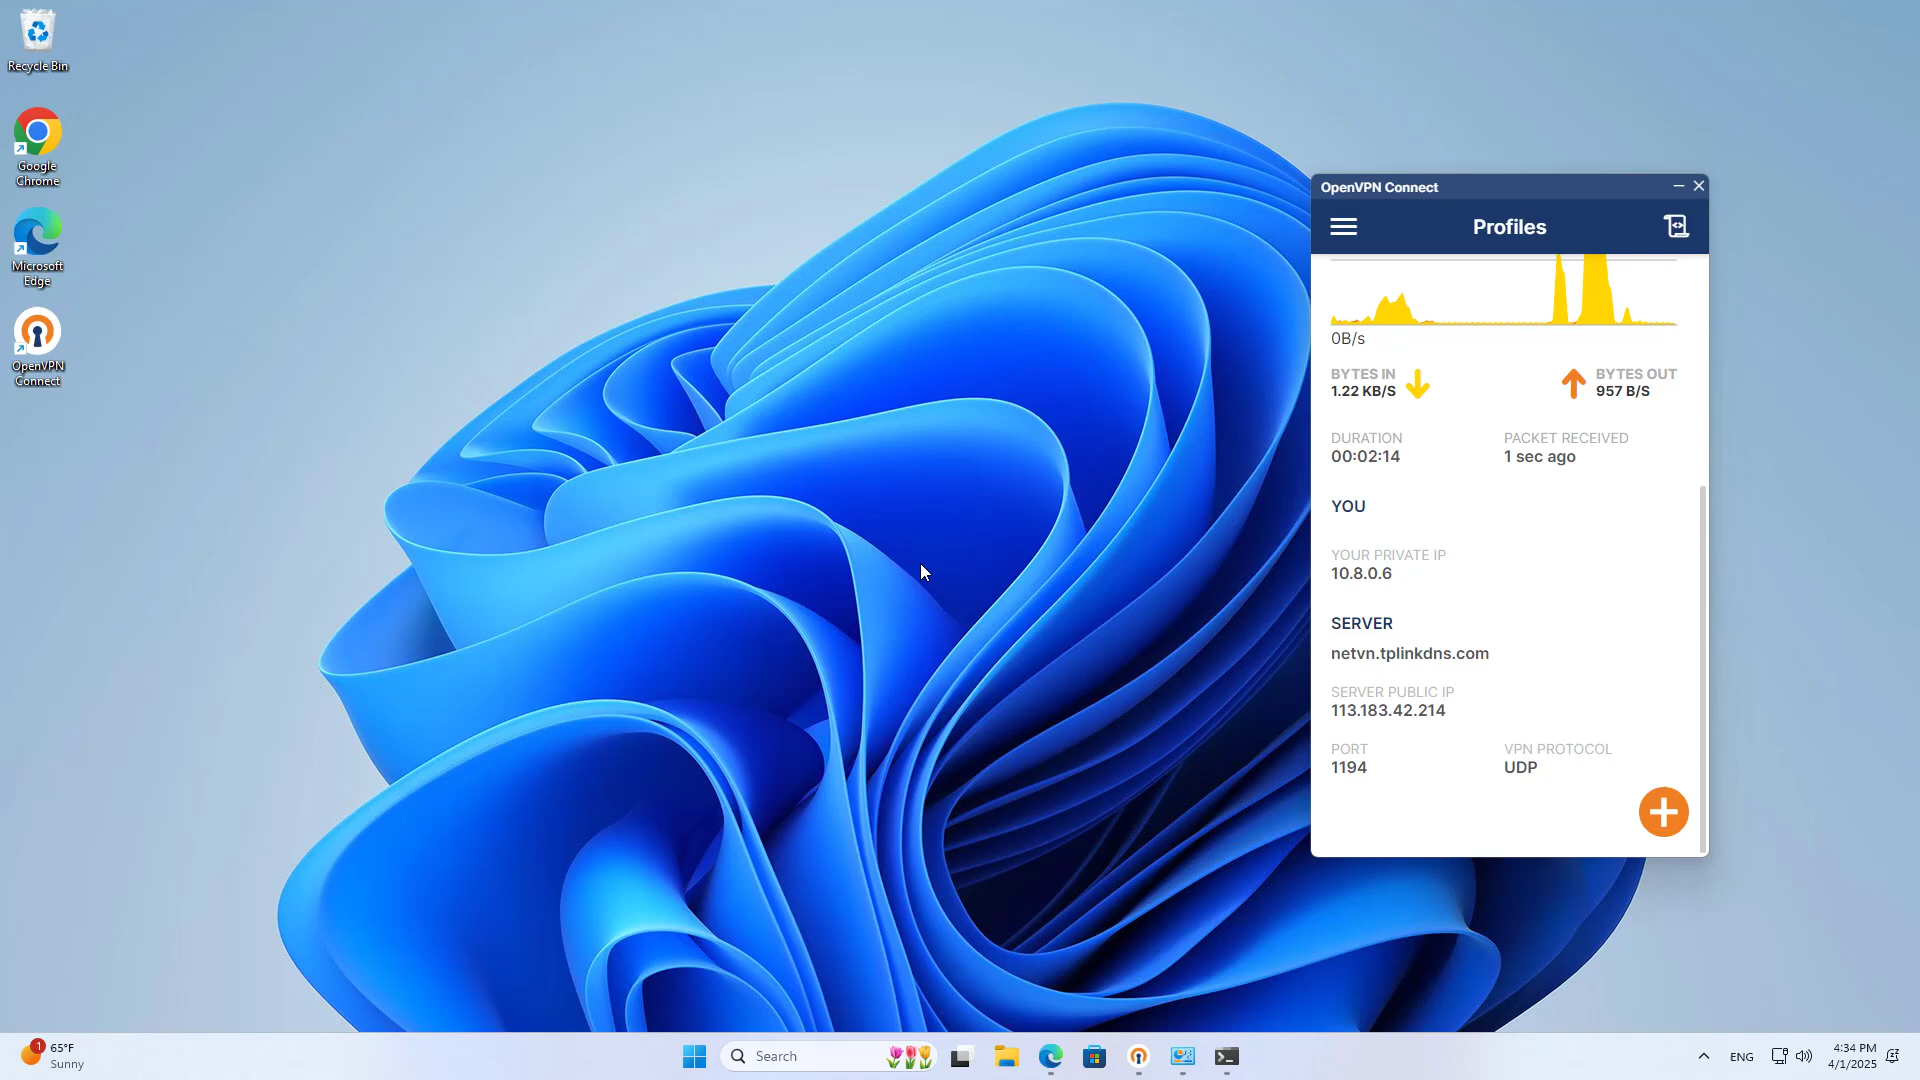 Recycle Bin
Google
Chrome
Microsoft
Edge
OpenVPN
Connect
OpenVPN Connect
Profiles
0B/s
BYTES IN
1.22 KB/S
BYTES OUT
957 B/S
DURATION
00:02:14
PACKET RECEIVED
1 sec ago
YOU
YOUR PRIVATE IP
10.8.0.6
SERVER
netvn.tplinkdns.com
SERVER PUBLIC IP
113.183.42.214
PORT
1194
VPN PROTOCOL
UDP
1
65°F
Sunny
Search
ENG
4:34 PM
4/1/2025